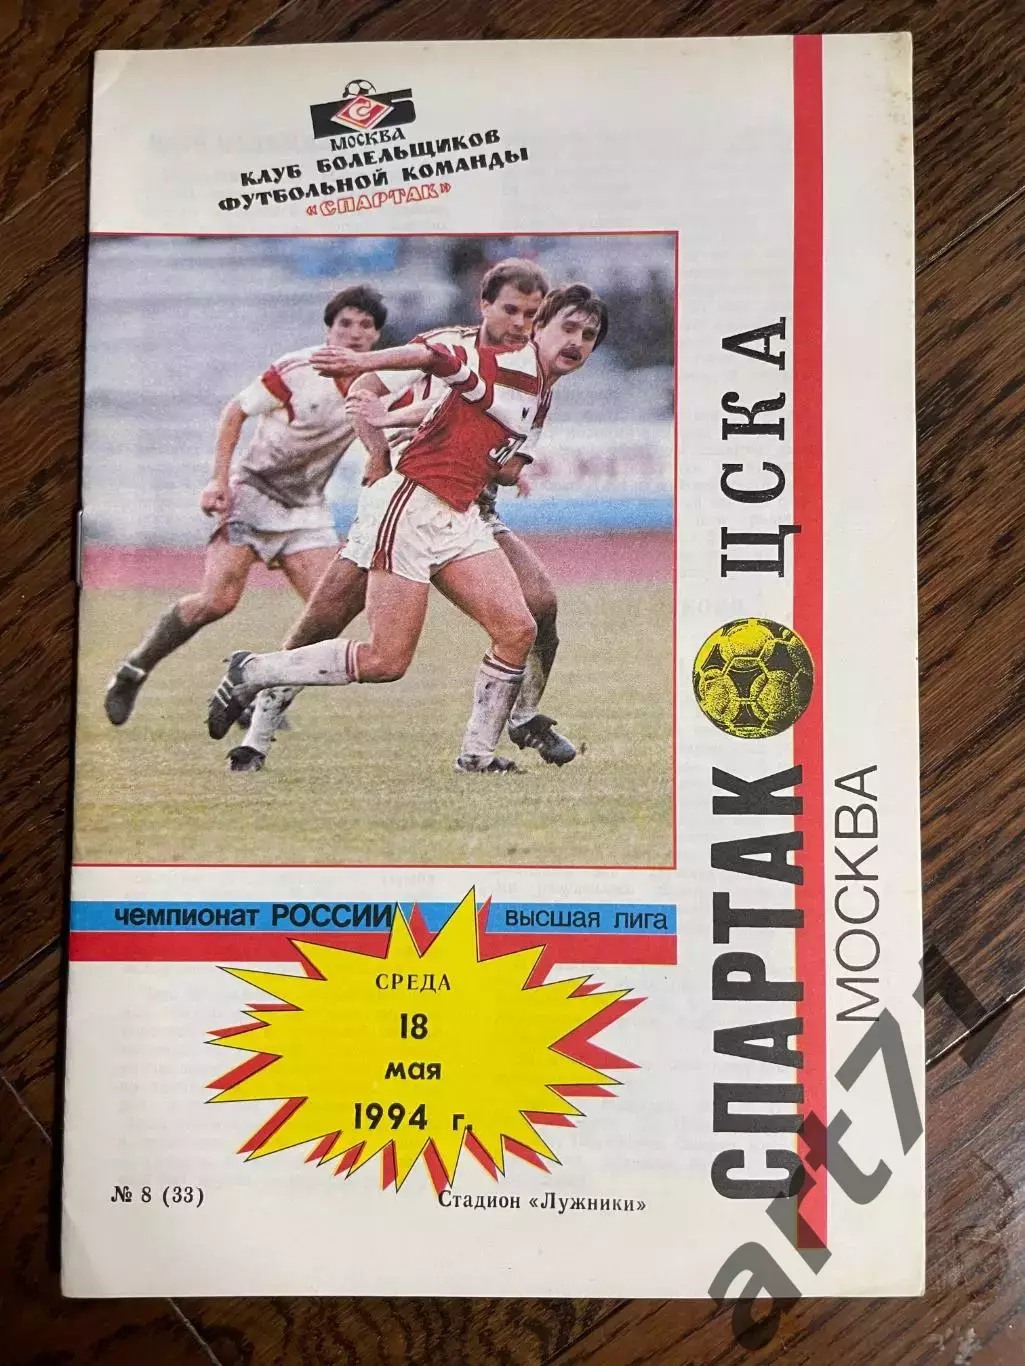 МОСКВА
КЛУБ БОЛЕЛЬЩИКОВ
ФУТБОЛЬНОЙ КОМАНДЫ
«СПАРТАК»
СПАРТАК ЦСКА
МОСКВА
чемпионат РОССИИ высшая лига
СРЕДА
18
мая
1994 г.
№ 8 (33)
Стадион «Лужники»
art71